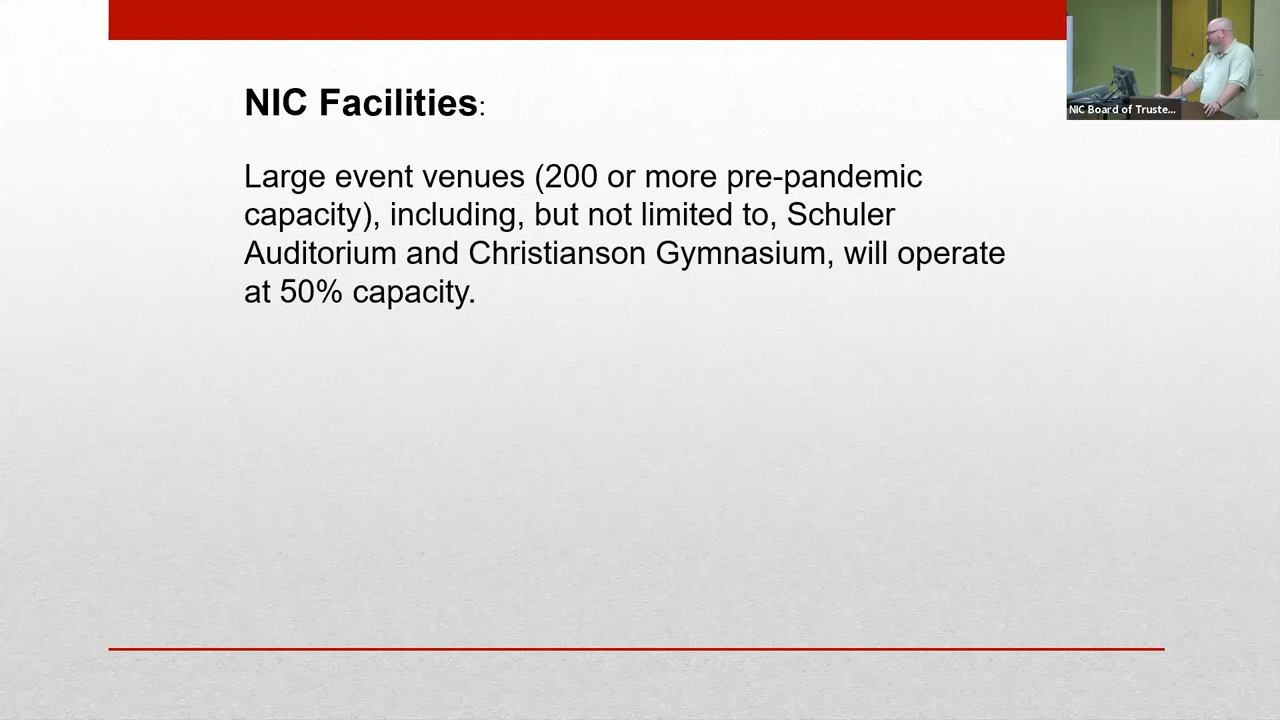 NIC Facilities:
Large event venues (200 or more pre-pandemic
capacity), including, but not limited to, Schuler
Auditorium and Christianson Gymnasium, will operate
at 50% capacity.
NIC Board of Truste...